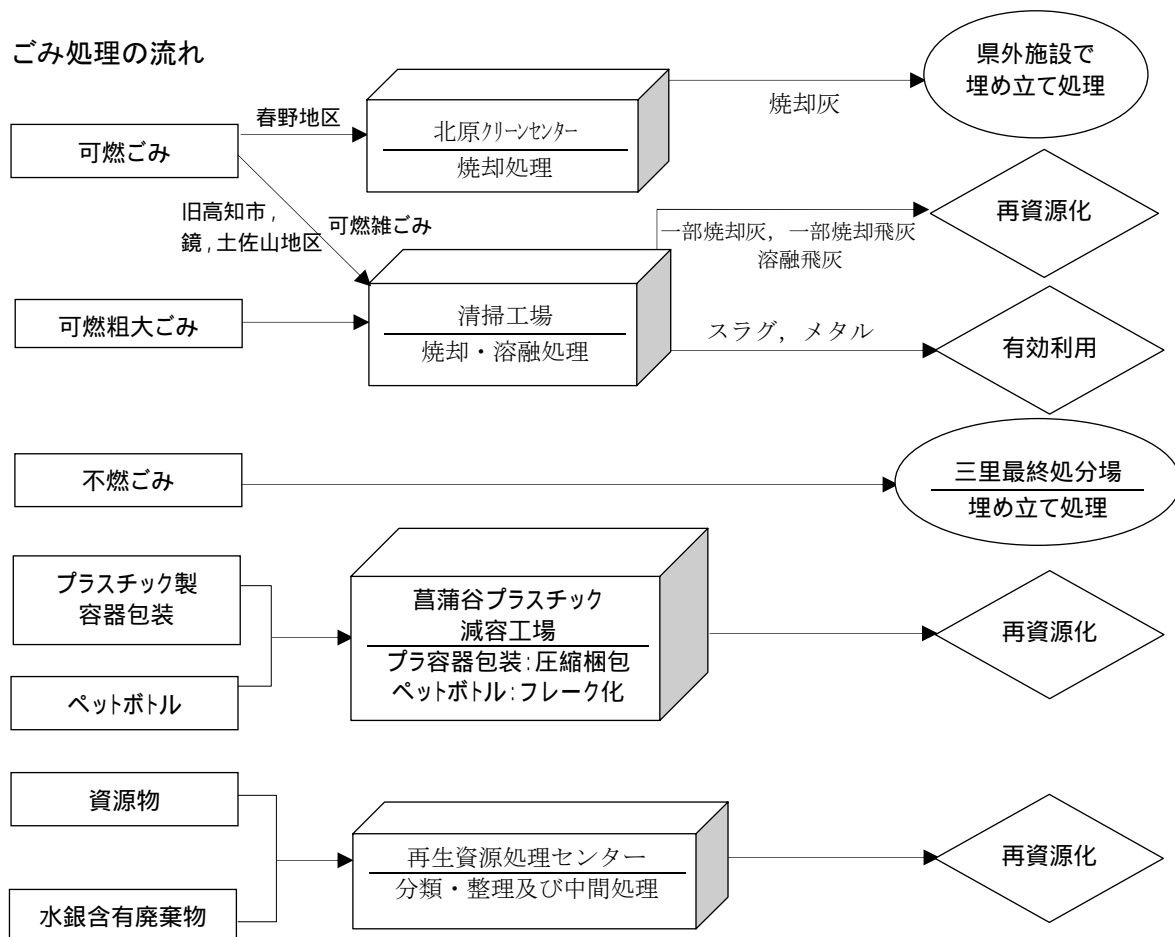 ごみ処理の流れ
県外施設で
埋め立て処理
春野地区
北原クリーンセンター
焼却処理
焼却灰
可燃ごみ
旧高知市，
鏡，土佐山地区
可燃雑ごみ
一部焼却灰，一部焼却飛灰
溶融飛灰
再資源化
可燃粗大ごみ
清掃工場
焼却・溶融処理
スラグ，メタル
有効利用
不燃ごみ
三里最終処分場
埋め立て処理
プラスチック製
容器包装
ペットボトル
菖蒲谷プラスチック
減容工場
プラ容器包装：圧縮梱包
ペットボトル：フレーク化
再資源化
資源物
水銀含有廃棄物
再生資源処理センター
分類・整理及び中間処理
再資源化